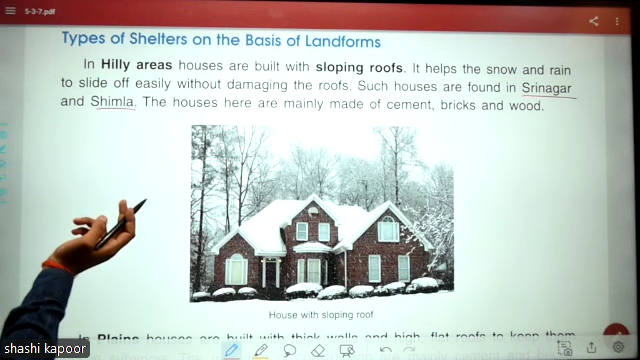 S-3-7.pdf
Types of Shelters on the Basis of Landforms
In Hilly areas houses are built with sloping roofs. It helps the snow and rain
to slide off easily without damaging the roofs. Such houses are found in Srinagar
and Shimla. The houses here are mainly made of cement, bricks and wood.
House with sloping roof
In Plains houses are built with thick walls and high, flat roofs to keep them
shashi kapoor